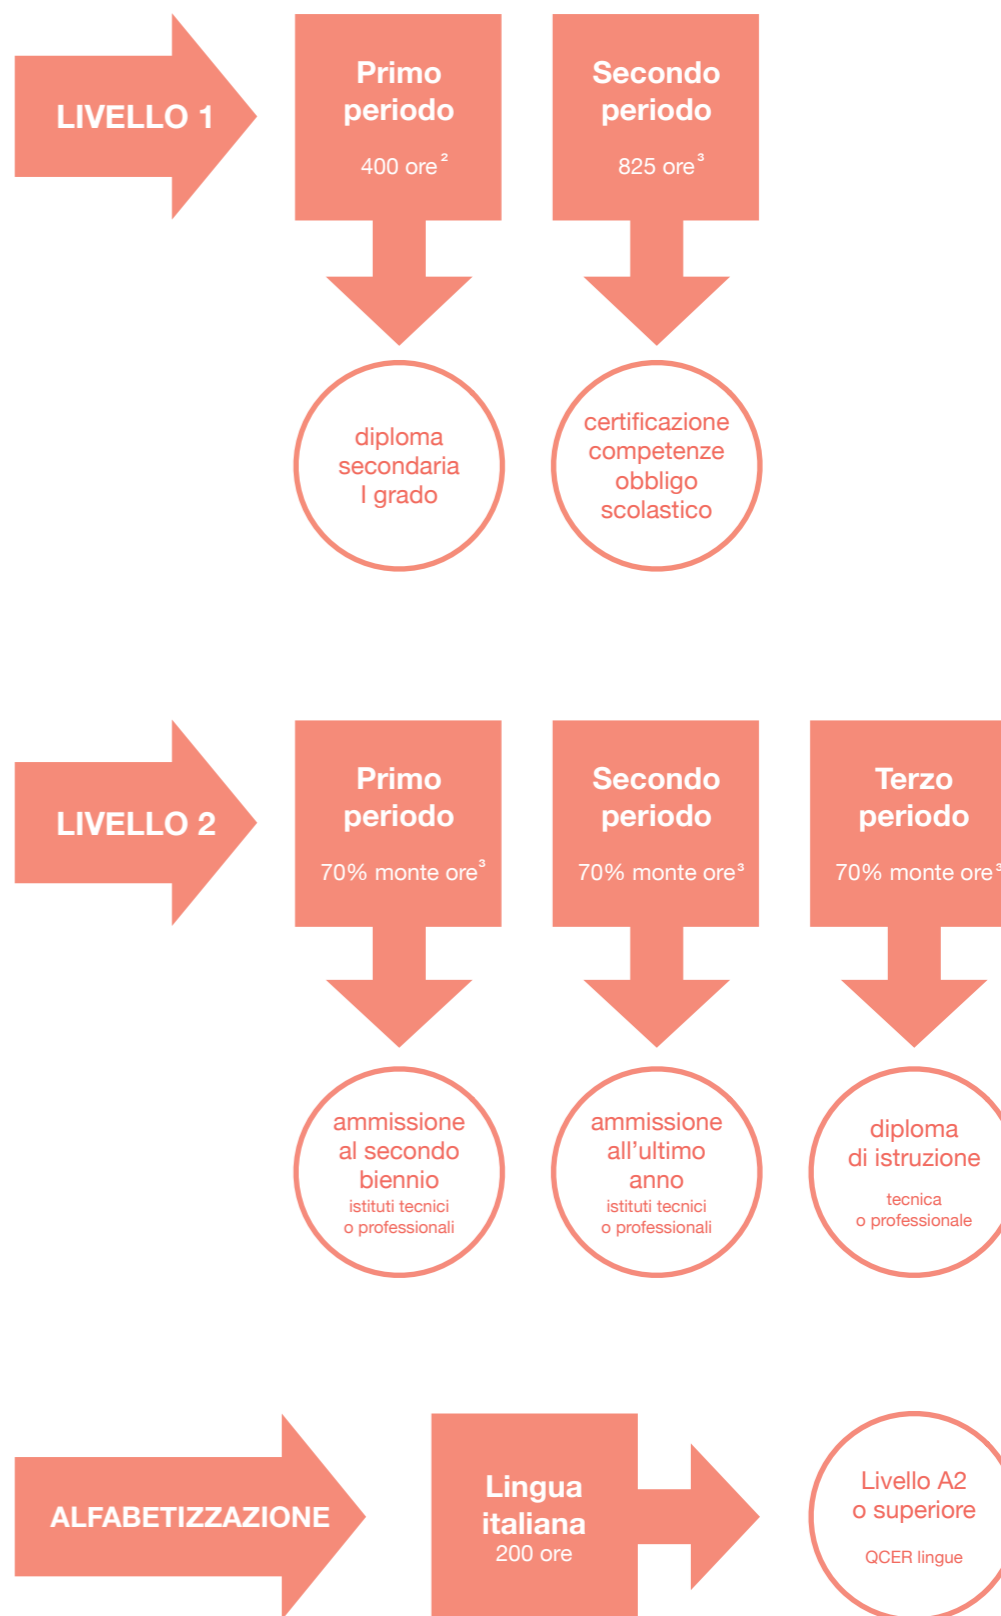 LIVELLO 1
Primo
periodo
400 ore²
Secondo
periodo
825 ore³
diploma
secondaria
I grado
certificazione
competenze
obbligo
scolastico
LIVELLO 2
Primo
periodo
70% monte ore³
Secondo
periodo
70% monte ore³
Terzo
periodo
70% monte ore³
ammissione
al secondo
biennio
istituti tecnici
o professionali
ammissione
all’ultimo
anno
istituti tecnici
o professionali
diploma
di istruzione
tecnica
o professionale
ALFABETIZZAZIONE
Lingua
italiana
200 ore
Livello A2
o superiore
QCER lingue